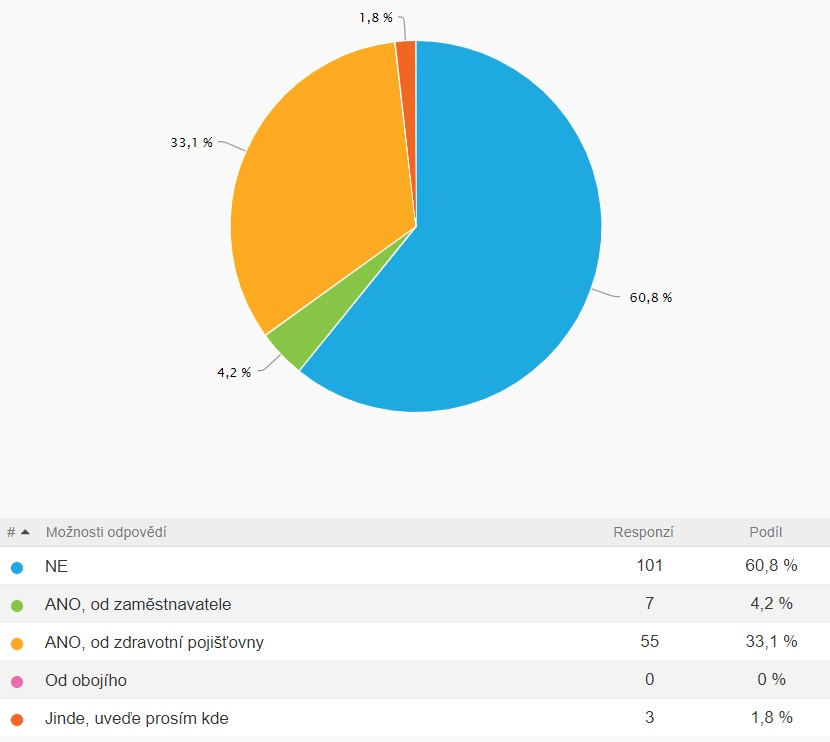 1,8 %
33,1 %
60,8 %
4,2 %
# Možnosti odpovědí Responzí Podíl
NE 101 60,8 %
ANO, od zaměstnavatele 7 4,2 %
ANO, od zdravotní pojišťovny 55 33,1 %
Od obojího 0 0 %
Jinde, uveďe prosím kde 3 1,8 %